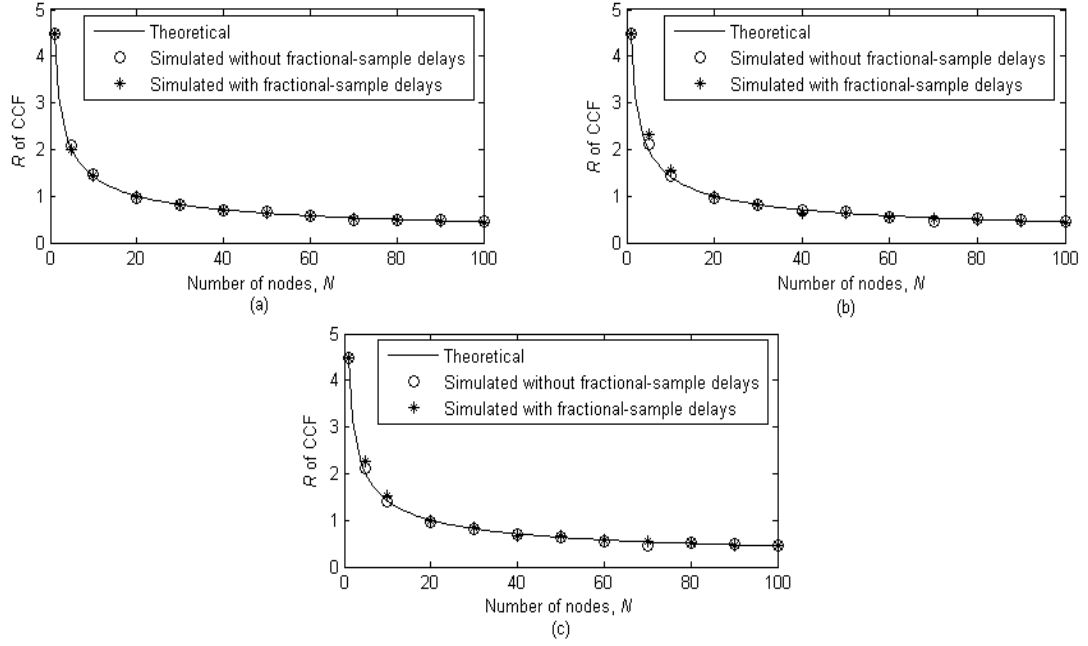 5
4
3
2
1
0
R of CCF
Theoretical
Simulated without fractional-sample delays
Simulated with fractional-sample delays
0 20 40 60 80 100
Number of nodes, N
(a)
5
4
3
2
1
0
R of CCF
Theoretical
Simulated without fractional-sample delays
Simulated with fractional-sample delays
0 20 40 60 80 100
Number of nodes, N
(b)
5
4
3
2
1
0
R of CCF
Theoretical
Simulated without fractional-sample delays
Simulated with fractional-sample delays
0 20 40 60 80 100
Number of nodes, N
(c)